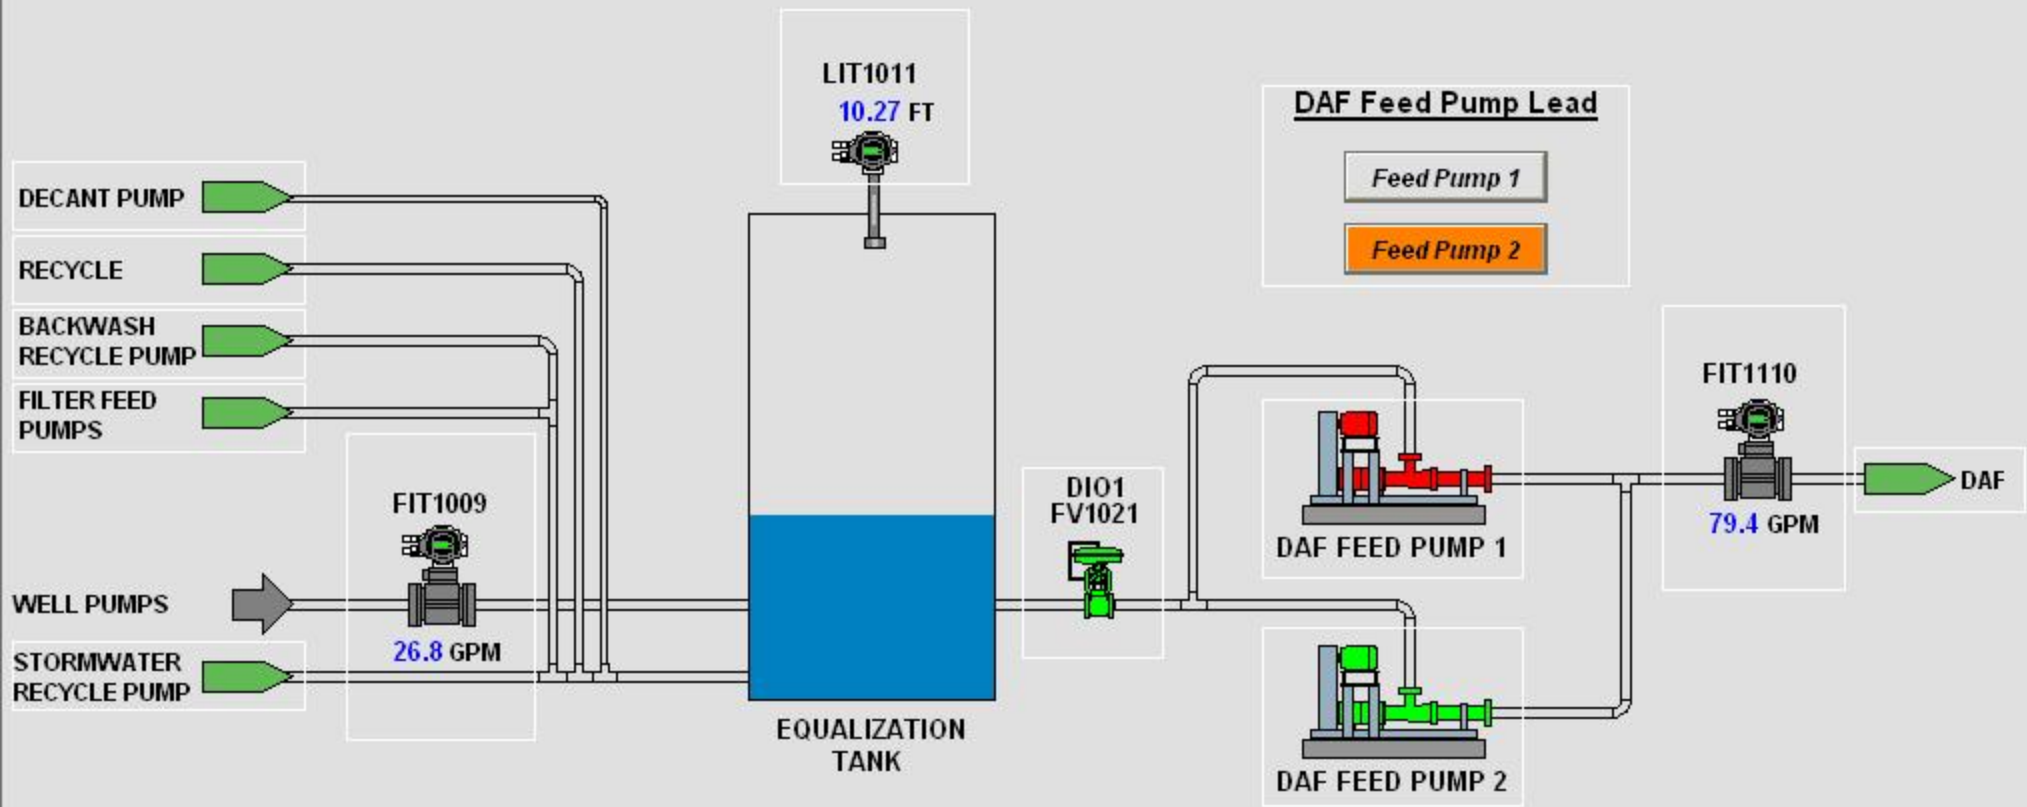 LIT1011
10.27 FT
DAF Feed Pump Lead
Feed Pump 1
Feed Pump 2
DECANT PUMP
RECYCLE
BACKWASH
RECYCLE PUMP
FILTER FEED
PUMPS
FIT1009
26.8 GPM
WELL PUMPS
STORMWATER
RECYCLE PUMP
EQUALIZATION
TANK
DIO1
FV1021
DAF FEED PUMP 1
DAF FEED PUMP 2
FIT1110
79.4 GPM
DAF